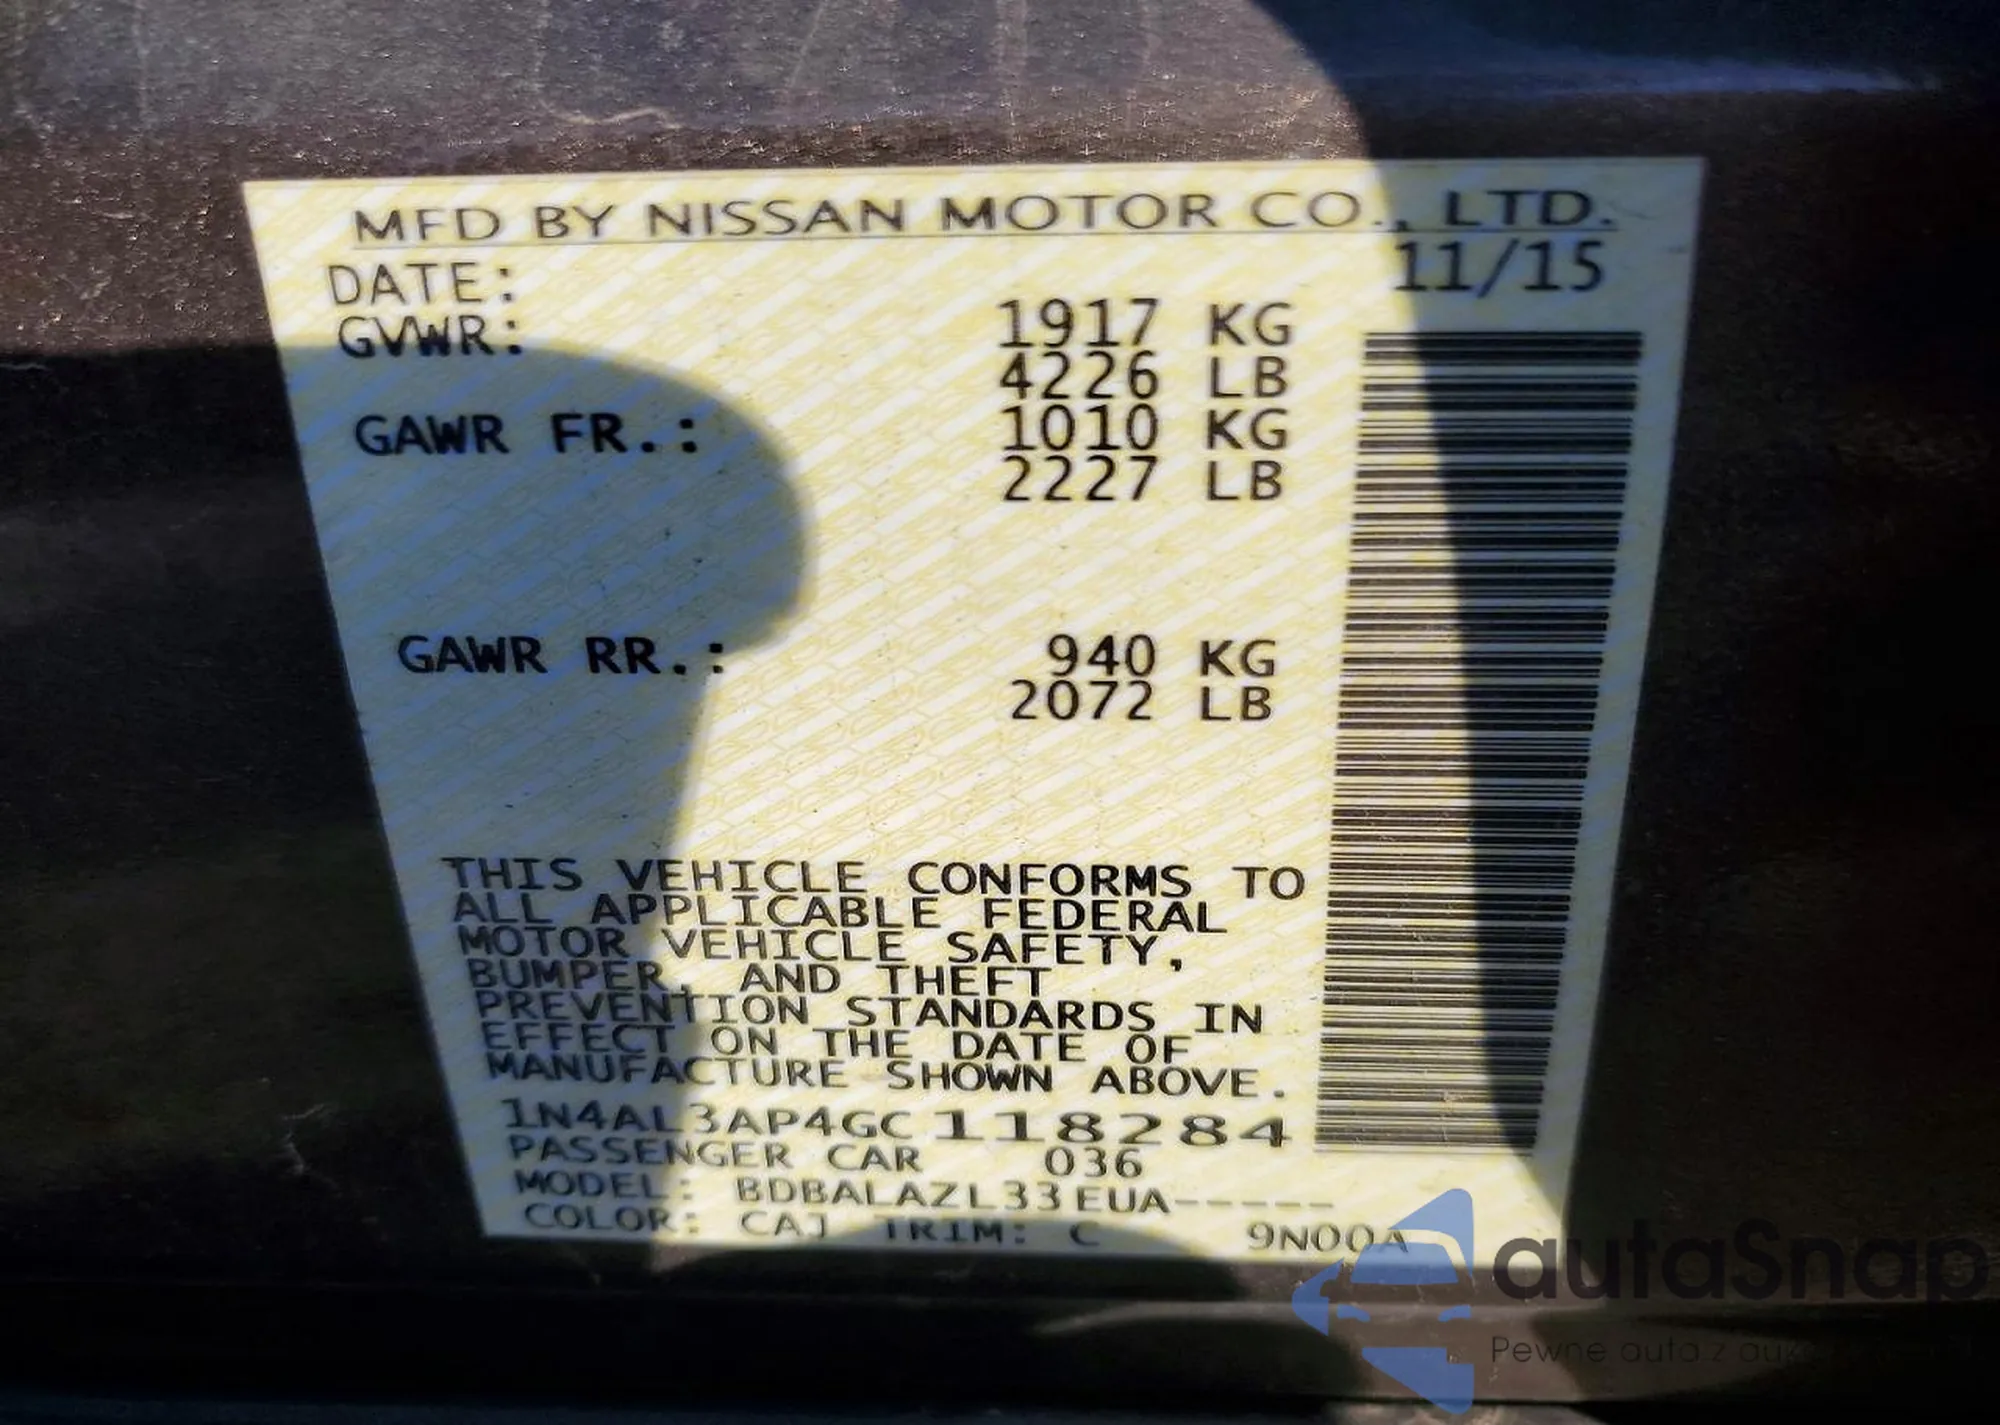 MFD BY NISSAN MOTOR CO., LTD.
DATE: 11/15
GVWR: 1917 KG
4226 LB
GAWR FR.: 1010 KG
2227 LB
GAWR RR.: 940 KG
2072 LB
THIS VEHICLE CONFORMS TO
ALL APPLICABLE FEDERAL
MOTOR VEHICLE SAFETY,
BUMPER, AND THEFT
PREVENTION STANDARDS IN
EFFECT ON THE DATE OF
MANUFACTURE SHOWN ABOVE.
1N4AL3AP4GC118284
PASSENGER CAR 036
MODEL: BDBALAZL33EUA-----
COLOR: CAJ TRIM: C 9N00A
autaSnap
Pewne auta z